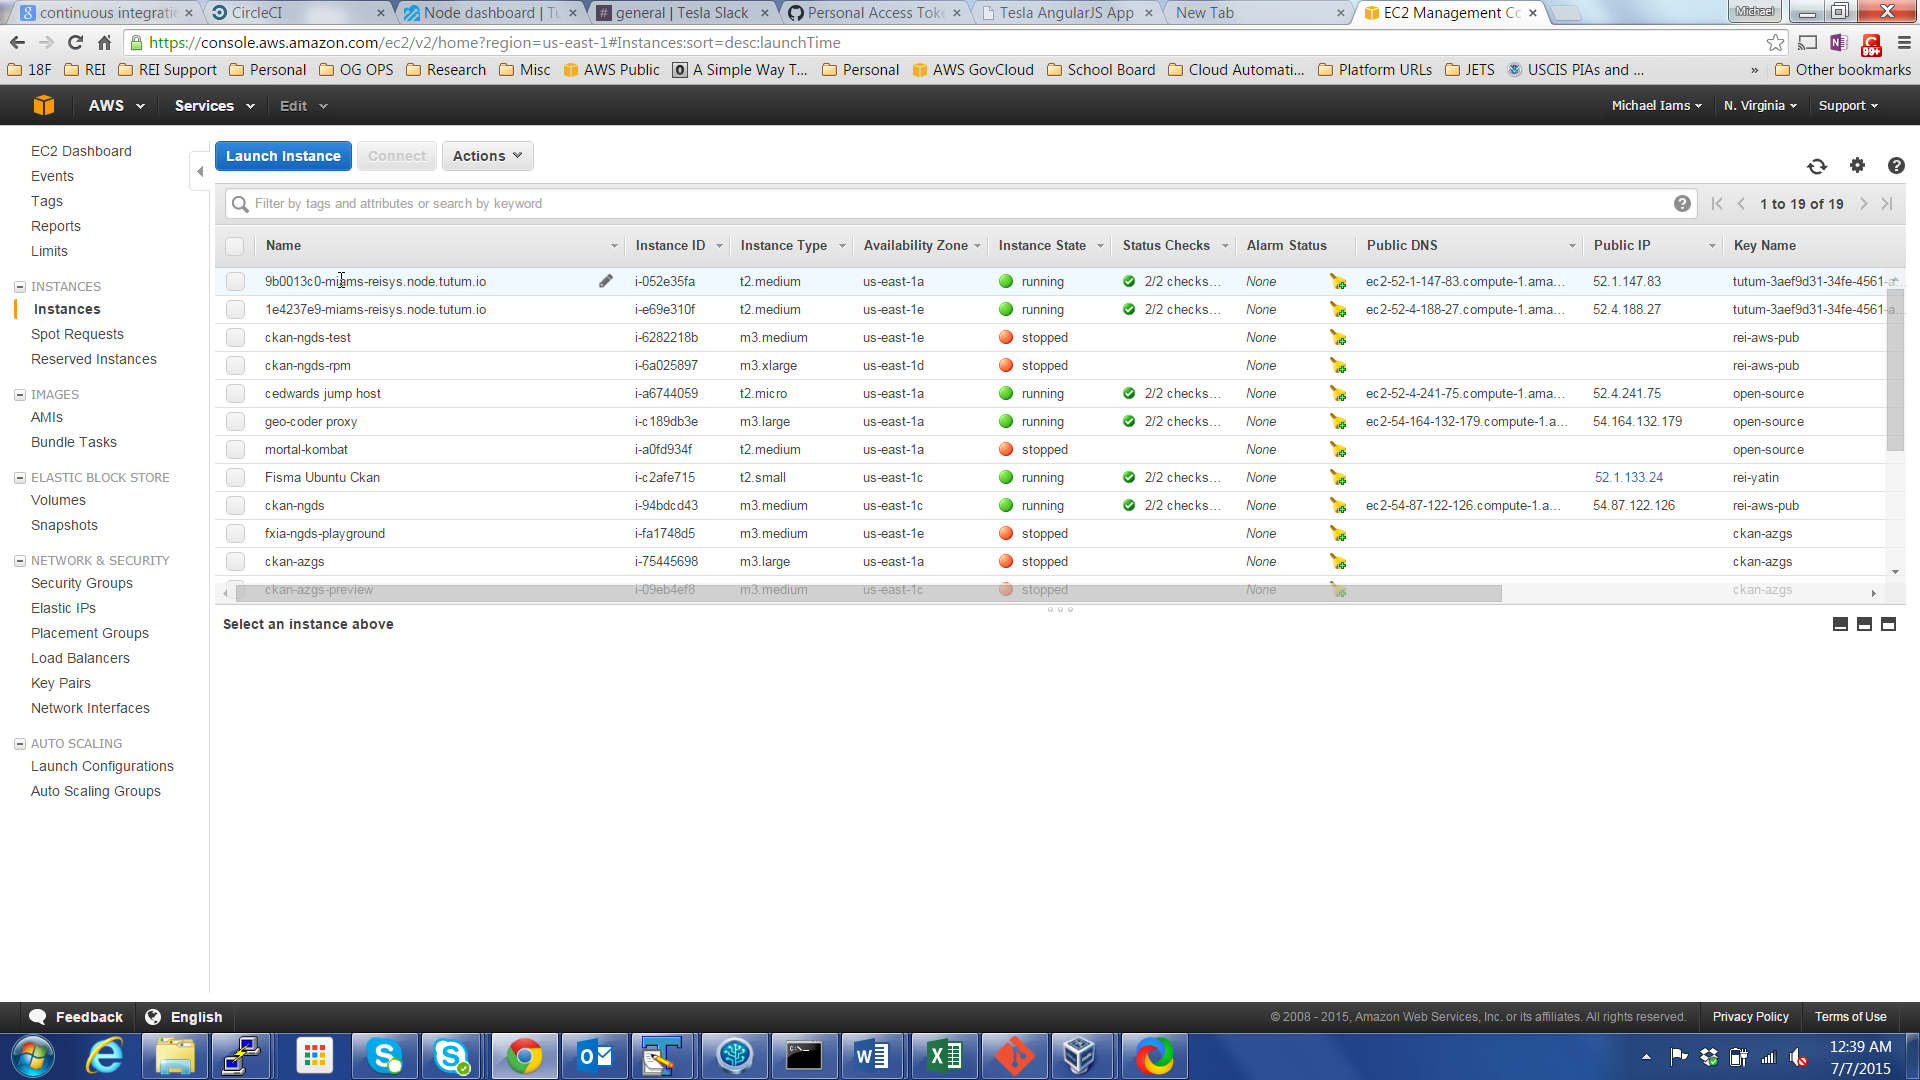 continuous integrati
CircleCI
Node dashboard | Tu
general | Tesla Slack
Personal Access Toke
Tesla AngularJS App
New Tab
EC2 Management Co
Michael
https://console.aws.amazon.com/ec2/v2/home?region=us-east-1#Instances:sort=desc:launchTime
99+
18F REI REI Support Personal OG OPS Research Misc AWS Public A Simple Way T... Personal AWS GovCloud School Board Cloud Automati... Platform URLs JETS USCIS PIAs and ... » Other bookmarks
AWS Services Edit Michael Iams N. Virginia Support
EC2 Dashboard
Events
Tags
Reports
Limits
INSTANCES
Instances
Spot Requests
Reserved Instances
IMAGES
AMIs
Bundle Tasks
ELASTIC BLOCK STORE
Volumes
Snapshots
NETWORK & SECURITY
Security Groups
Elastic IPs
Placement Groups
Load Balancers
Key Pairs
Network Interfaces
AUTO SCALING
Launch Configurations
Auto Scaling Groups
Launch Instance Connect Actions
Filter by tags and attributes or search by keyword
1 to 19 of 19
Name Instance ID Instance Type Availability Zone Instance State Status Checks Alarm Status Public DNS Public IP Key Name
9b0013c0-miams-reisys.node.tutum.io i-052e35fa t2.medium us-east-1a running 2/2 checks... None ec2-52-1-147-83.compute-1.ama... 52.1.147.83 tutum-3aef9d31-34fe-4561-a...
1e4237e9-miams-reisys.node.tutum.io i-e69e310f t2.medium us-east-1e running 2/2 checks... None ec2-52-4-188-27.compute-1.ama... 52.4.188.27 tutum-3aef9d31-34fe-4561-a...
ckan-ngds-test i-6282218b m3.medium us-east-1e stopped None rei-aws-pub
ckan-ngds-rpm i-6a025897 m3.xlarge us-east-1d stopped None rei-aws-pub
cedwards jump host i-a6744059 t2.micro us-east-1a running 2/2 checks... None ec2-52-4-241-75.compute-1.ama... 52.4.241.75 open-source
geo-coder proxy i-c189db3e m3.large us-east-1a running 2/2 checks... None ec2-54-164-132-179.compute-1.a... 54.164.132.179 open-source
mortal-kombat i-a0fd934f t2.medium us-east-1a stopped None open-source
Fisma Ubuntu Ckan i-c2afe715 t2.small us-east-1c running 2/2 checks... None 52.1.133.24 rei-yatin
ckan-ngds i-94bdcd43 m3.medium us-east-1c running 2/2 checks... None ec2-54-87-122-126.compute-1.a... 54.87.122.126 rei-aws-pub
fxia-ngds-playground i-fa1748d5 m3.medium us-east-1e stopped None ckan-azgs
ckan-azgs i-75445698 m3.large us-east-1a stopped None ckan-azgs
ckan-azgs-preview i-09eb4ef8 m3.medium us-east-1c stopped None ckan-azgs
Select an instance above
Feedback English © 2008 - 2015, Amazon Web Services, Inc. or its affiliates. All rights reserved. Privacy Policy Terms of Use
12:39 AM
7/7/2015